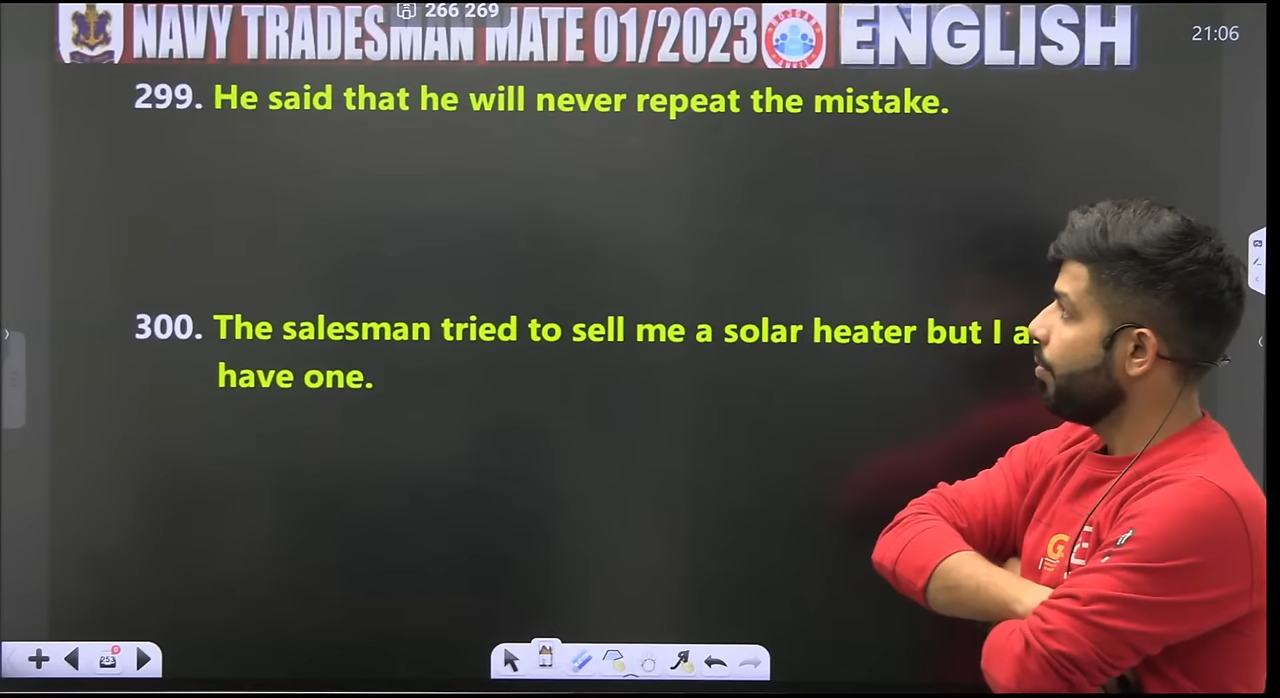 266 269
NAVY TRADESMAN MATE 01/2023 ENGLISH
21:06
299. He said that he will never repeat the mistake.
300. The salesman tried to sell me a solar heater but I a
have one.
253